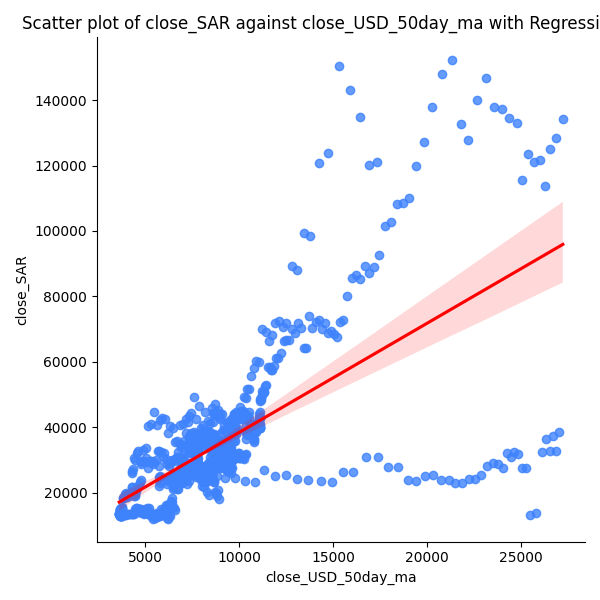 Scatter plot of close_SAR against close_USD_50day_ma with Regressi
140000
120000
100000
80000
60000
40000
20000
close_SAR
5000 10000 15000 20000 25000
close_USD_50day_ma